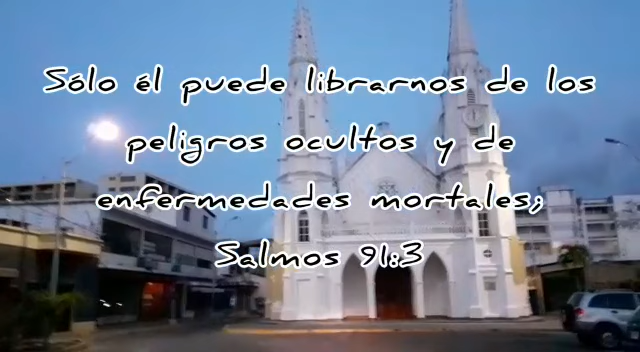 Sólo él puede librarnos de los
peligros ocultos y de
enfermedades mortales;
Salmos 91:3